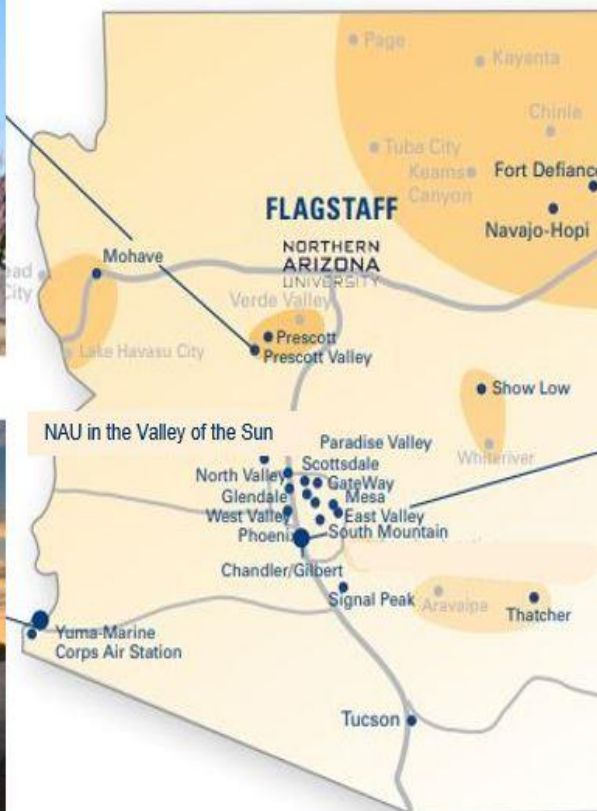 Page
Kayenta
Chinle
Tuba City
Keams
Canyon
Fort Defiance
Navajo-Hopi
FLAGSTAFF
NORTHERN
ARIZONA
UNIVERSITY
Mohave
ead
City
Verde Valley
Lake Havasu City
Prescott
Prescott Valley
Show Low
Whiteriver
NAU in the Valley of the Sun
Paradise Valley
North Valley
Scottsdale
GateWay
Glendale
Mesa
West Valley
East Valley
Phoenix
South Mountain
Chandler/Gilbert
Signal Peak
Aravaipa
Thatcher
Yuma-Marine
Corps Air Station
Tucson